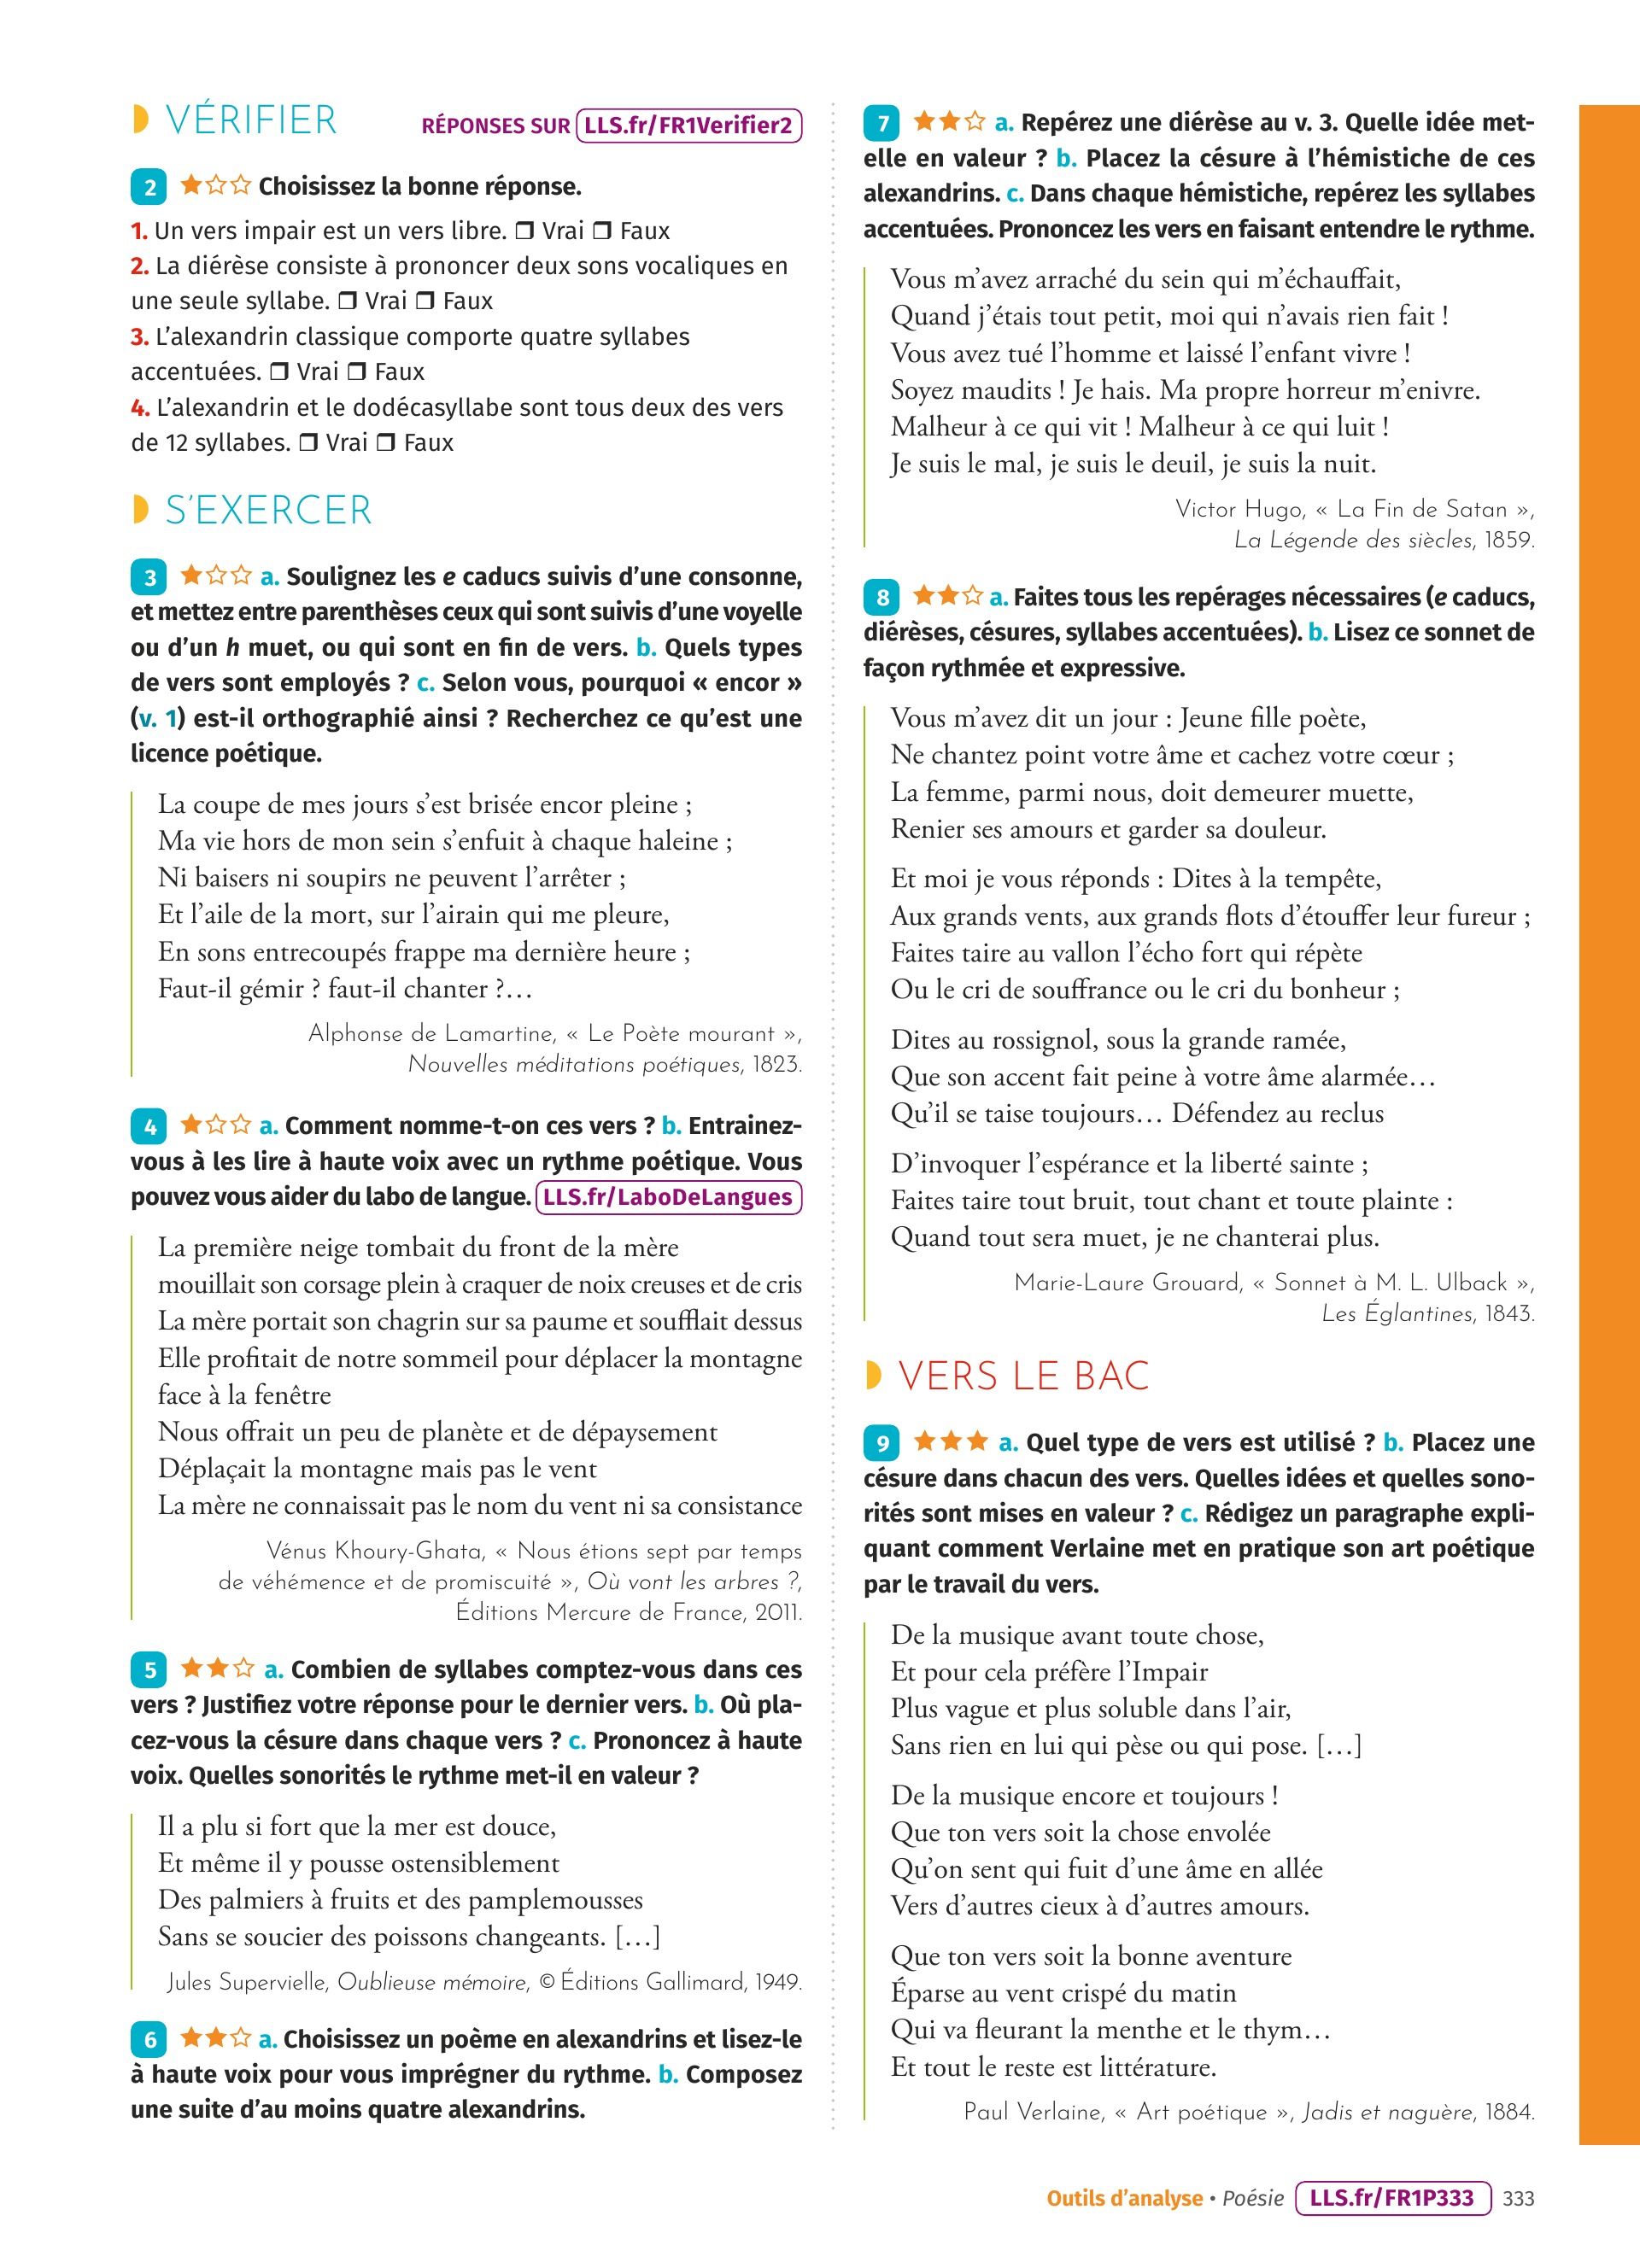 VÉRIFIER
RÉPONSES SUR LLS.fr/FR1Verifier2
2 ★☆☆ Choisissez la bonne réponse.
1. Un vers impair est un vers libre. ❒ Vrai ❒ Faux
2. La diérèse consiste à prononcer deux sons vocaliques en
une seule syllabe. ❒ Vrai ❒ Faux
3. L'alexandrin classique comporte quatre syllabes
accentuées. ❒ Vrai ❒ Faux
4. L'alexandrin et le dodécasyllabe sont tous deux des vers
de 12 syllabes. ❒ Vrai ❒ Faux
S'EXERCER
3 ★☆☆ a. Soulignez les e caducs suivis d'une consonne,
et mettez entre parenthèses ceux qui sont suivis d'une voyelle
ou d'un h muet, ou qui sont en fin de vers. b. Quels types
de vers sont employés ? c. Selon vous, pourquoi « encor »
(v. 1) est-il orthographié ainsi ? Recherchez ce qu'est une
licence poétique.
La coupe de mes jours s'est brisée encor pleine ;
Ma vie hors de mon sein s'enfuit à chaque haleine ;
Ni baisers ni soupirs ne peuvent l'arrêter ;
Et l'aile de la mort, sur l'airain qui me pleure,
En sons entrecoupés frappe ma dernière heure ;
Faut-il gémir ? faut-il chanter ?…
Alphonse de Lamartine, « Le Poète mourant »,
Nouvelles méditations poétiques, 1823.
4 ★☆☆ a. Comment nomme-t-on ces vers ? b. Entrainez-
vous à les lire à haute voix avec un rythme poétique. Vous
pouvez vous aider du labo de langue. LLS.fr/LaboDeLangues
La première neige tombait du front de la mère
mouillait son corsage plein à craquer de noix creuses et de cris
La mère portait son chagrin sur sa paume et soufflait dessus
Elle profitait de notre sommeil pour déplacer la montagne
face à la fenêtre
Nous offrait un peu de planète et de dépaysement
Déplaçait la montagne mais pas le vent
La mère ne connaissait pas le nom du vent ni sa consistance
Vénus Khoury-Ghata, « Nous étions sept par temps
de véhémence et de promiscuité », Où vont les arbres ?,
Éditions Mercure de France, 2011.
5 ★★☆ a. Combien de syllabes comptez-vous dans ces
vers ? Justifiez votre réponse pour le dernier vers. b. Où pla-
cez-vous la césure dans chaque vers ? c. Prononcez à haute
voix. Quelles sonorités le rythme met-il en valeur ?
Il a plu si fort que la mer est douce,
Et même il y pousse ostensiblement
Des palmiers à fruits et des pamplemousses
Sans se soucier des poissons changeants. […]
Jules Supervielle, Oublieuse mémoire, © Éditions Gallimard, 1949.
6 ★★☆ a. Choisissez un poème en alexandrins et lisez-le
à haute voix pour vous imprégner du rythme. b. Composez
une suite d'au moins quatre alexandrins.
7 ★★☆ a. Repérez une diérèse au v. 3. Quelle idée met-
elle en valeur ? b. Placez la césure à l'hémistiche de ces
alexandrins. c. Dans chaque hémistiche, repérez les syllabes
accentuées. Prononcez les vers en faisant entendre le rythme.
Vous m'avez arraché du sein qui m'échauffait,
Quand j'étais tout petit, moi qui n'avais rien fait !
Vous avez tué l'homme et laissé l'enfant vivre !
Soyez maudits ! Je hais. Ma propre horreur m'enivre.
Malheur à ce qui vit ! Malheur à ce qui luit !
Je suis le mal, je suis le deuil, je suis la nuit.
Victor Hugo, « La Fin de Satan »,
La Légende des siècles, 1859.
8 ★★☆ a. Faites tous les repérages nécessaires (e caducs,
diérèses, césures, syllabes accentuées). b. Lisez ce sonnet de
façon rythmée et expressive.
Vous m'avez dit un jour : Jeune fille poète,
Ne chantez point votre âme et cachez votre cœur ;
La femme, parmi nous, doit demeurer muette,
Renier ses amours et garder sa douleur.
Et moi je vous réponds : Dites à la tempête,
Aux grands vents, aux grands flots d'étouffer leur fureur ;
Faites taire au vallon l'écho fort qui répète
Ou le cri de souffrance ou le cri du bonheur ;
Dites au rossignol, sous la grande ramée,
Que son accent fait peine à votre âme alarmée…
Qu'il se taise toujours… Défendez au reclus
D'invoquer l'espérance et la liberté sainte ;
Faites taire tout bruit, tout chant et toute plainte :
Quand tout sera muet, je ne chanterai plus.
Marie-Laure Grouard, « Sonnet à M. L. Ulback »,
Les Églantines, 1843.
VERS LE BAC
9 ★★★ a. Quel type de vers est utilisé ? b. Placez une
césure dans chacun des vers. Quelles idées et quelles sono-
rités sont mises en valeur ? c. Rédigez un paragraphe expli-
quant comment Verlaine met en pratique son art poétique
par le travail du vers.
De la musique avant toute chose,
Et pour cela préfère l'Impair
Plus vague et plus soluble dans l'air,
Sans rien en lui qui pèse ou qui pose. […]
De la musique encore et toujours !
Que ton vers soit la chose envolée
Qu'on sent qui fuit d'une âme en allée
Vers d'autres cieux à d'autres amours.
Que ton vers soit la bonne aventure
Éparse au vent crispé du matin
Qui va fleurant la menthe et le thym…
Et tout le reste est littérature.
Paul Verlaine, « Art poétique », Jadis et naguère, 1884.
Outils d'analyse • Poésie LLS.fr/FR1P333 333